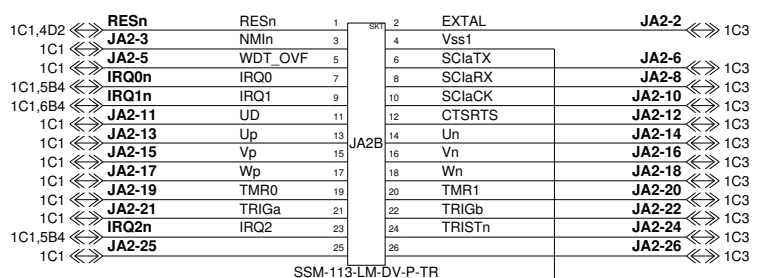 RESn RESn 1 SKT 2 EXTAL JA2-2
1C1,4D2 1C3
JA2-3 NMIn 3 4 Vss1
1C1
JA2-5 WDT_OVF 5 6 SCIaTX JA2-6
1C1 1C3
IRQ0n IRQ0 7 8 SCIaRX JA2-8
1C1,5B4 1C3
IRQ1n IRQ1 9 10 SCIaCK JA2-10
1C1,6B4 1C3
JA2-11 UD 11 12 CTSRTS JA2-12
1C1 1C3
JA2-13 Up 13 JA2B 14 Un JA2-14
1C1 1C3
JA2-15 Vp 15 16 Vn JA2-16
1C1 1C3
JA2-17 Wp 17 18 Wn JA2-18
1C1 1C3
JA2-19 TMR0 19 20 TMR1 JA2-20
1C1 1C3
JA2-21 TRIGa 21 22 TRIGb JA2-22
1C1 1C3
IRQ2n IRQ2 23 24 TRISTn JA2-24
1C1,5B4 1C3
JA2-25 25 26 JA2-26
1C1 1C3
SSM-113-LM-DV-P-TR